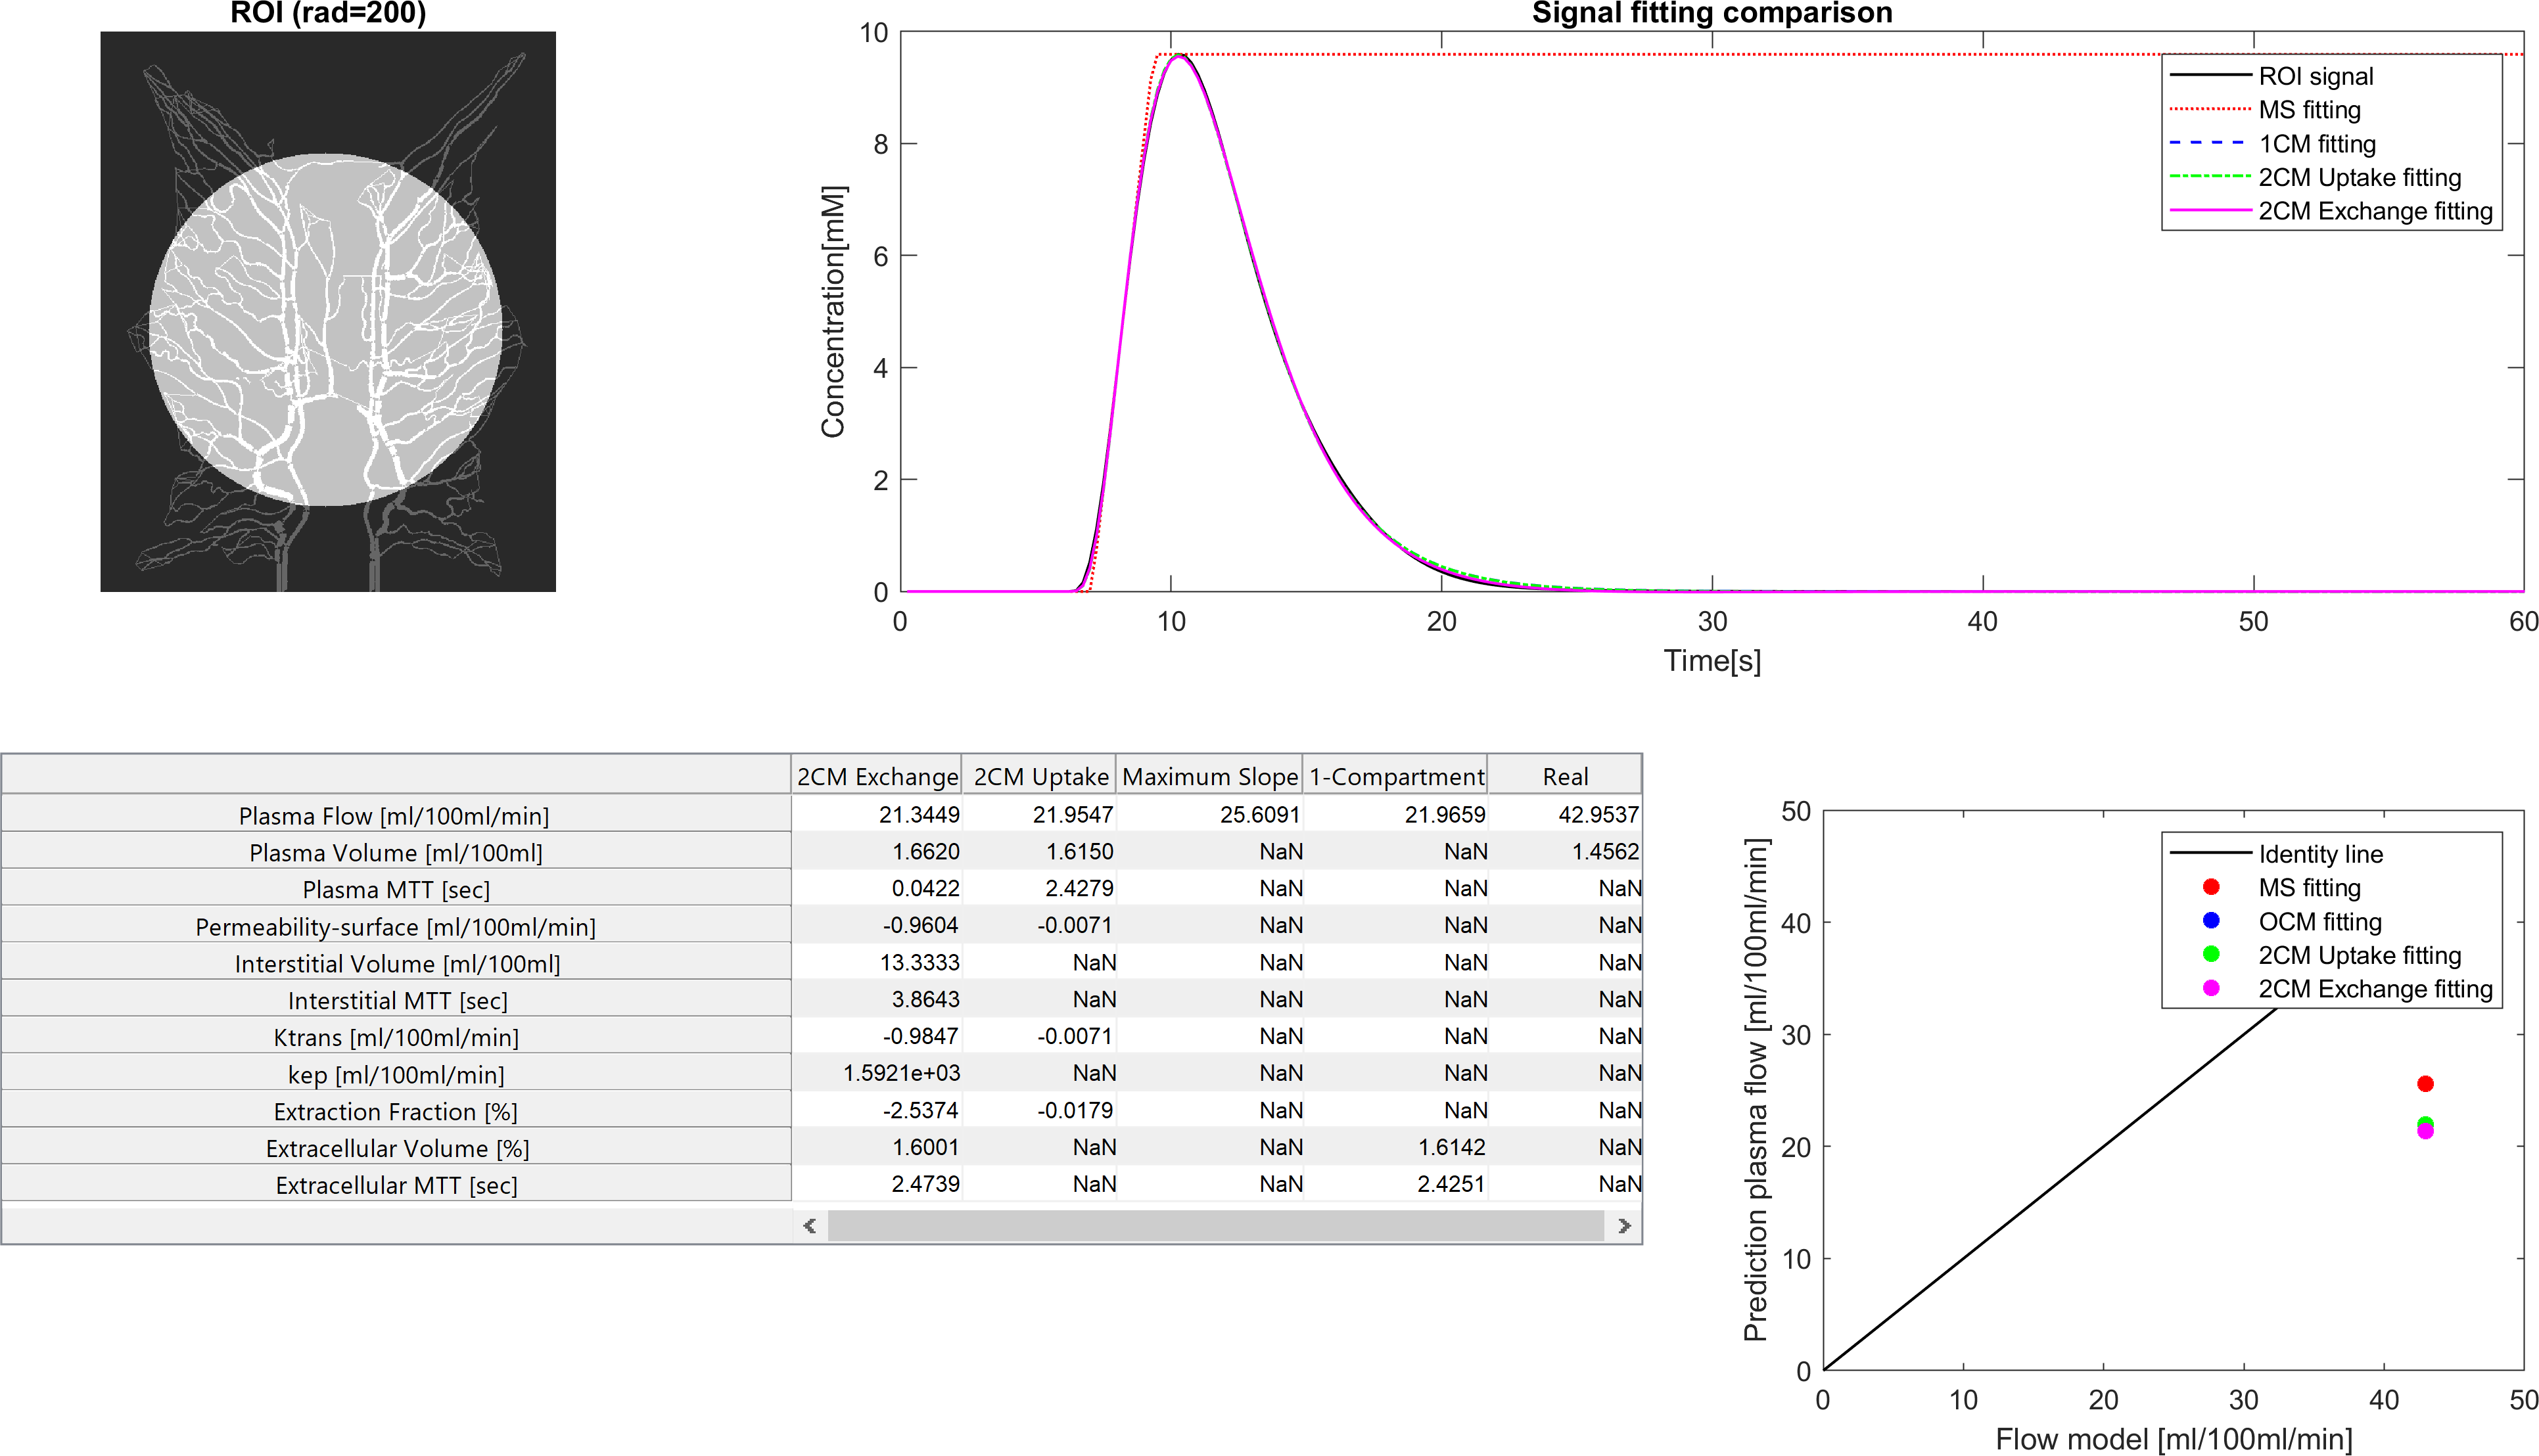 ROI (rad=200)
Signal fitting comparison
10
8
6
4
2
0
Concentration[mM]
0 10 20 30 40 50 60
Time[s]
ROI signal
MS fitting
1CM fitting
2CM Uptake fitting
2CM Exchange fitting
2CM Exchange 2CM Uptake Maximum Slope 1-Compartment Real
Plasma Flow [ml/100ml/min] 21.3449 21.9547 25.6091 21.9659 42.9537
Plasma Volume [ml/100ml] 1.6620 1.6150 NaN NaN 1.4562
Plasma MTT [sec] 0.0422 2.4279 NaN NaN NaN
Permeability-surface [ml/100ml/min] -0.9604 -0.0071 NaN NaN NaN
Interstitial Volume [ml/100ml] 13.3333 NaN NaN NaN NaN
Interstitial MTT [sec] 3.8643 NaN NaN NaN NaN
Ktrans [ml/100ml/min] -0.9847 -0.0071 NaN NaN NaN
kep [ml/100ml/min] 1.5921e+03 NaN NaN NaN NaN
Extraction Fraction [%] -2.5374 -0.0179 NaN NaN NaN
Extracellular Volume [%] 1.6001 NaN NaN 1.6142 NaN
Extracellular MTT [sec] 2.4739 NaN NaN 2.4251 NaN
50
40
30
20
10
0
Prediction plasma flow [ml/100ml/min]
0 10 20 30 40 50
Flow model [ml/100ml/min]
Identity line
MS fitting
OCM fitting
2CM Uptake fitting
2CM Exchange fitting